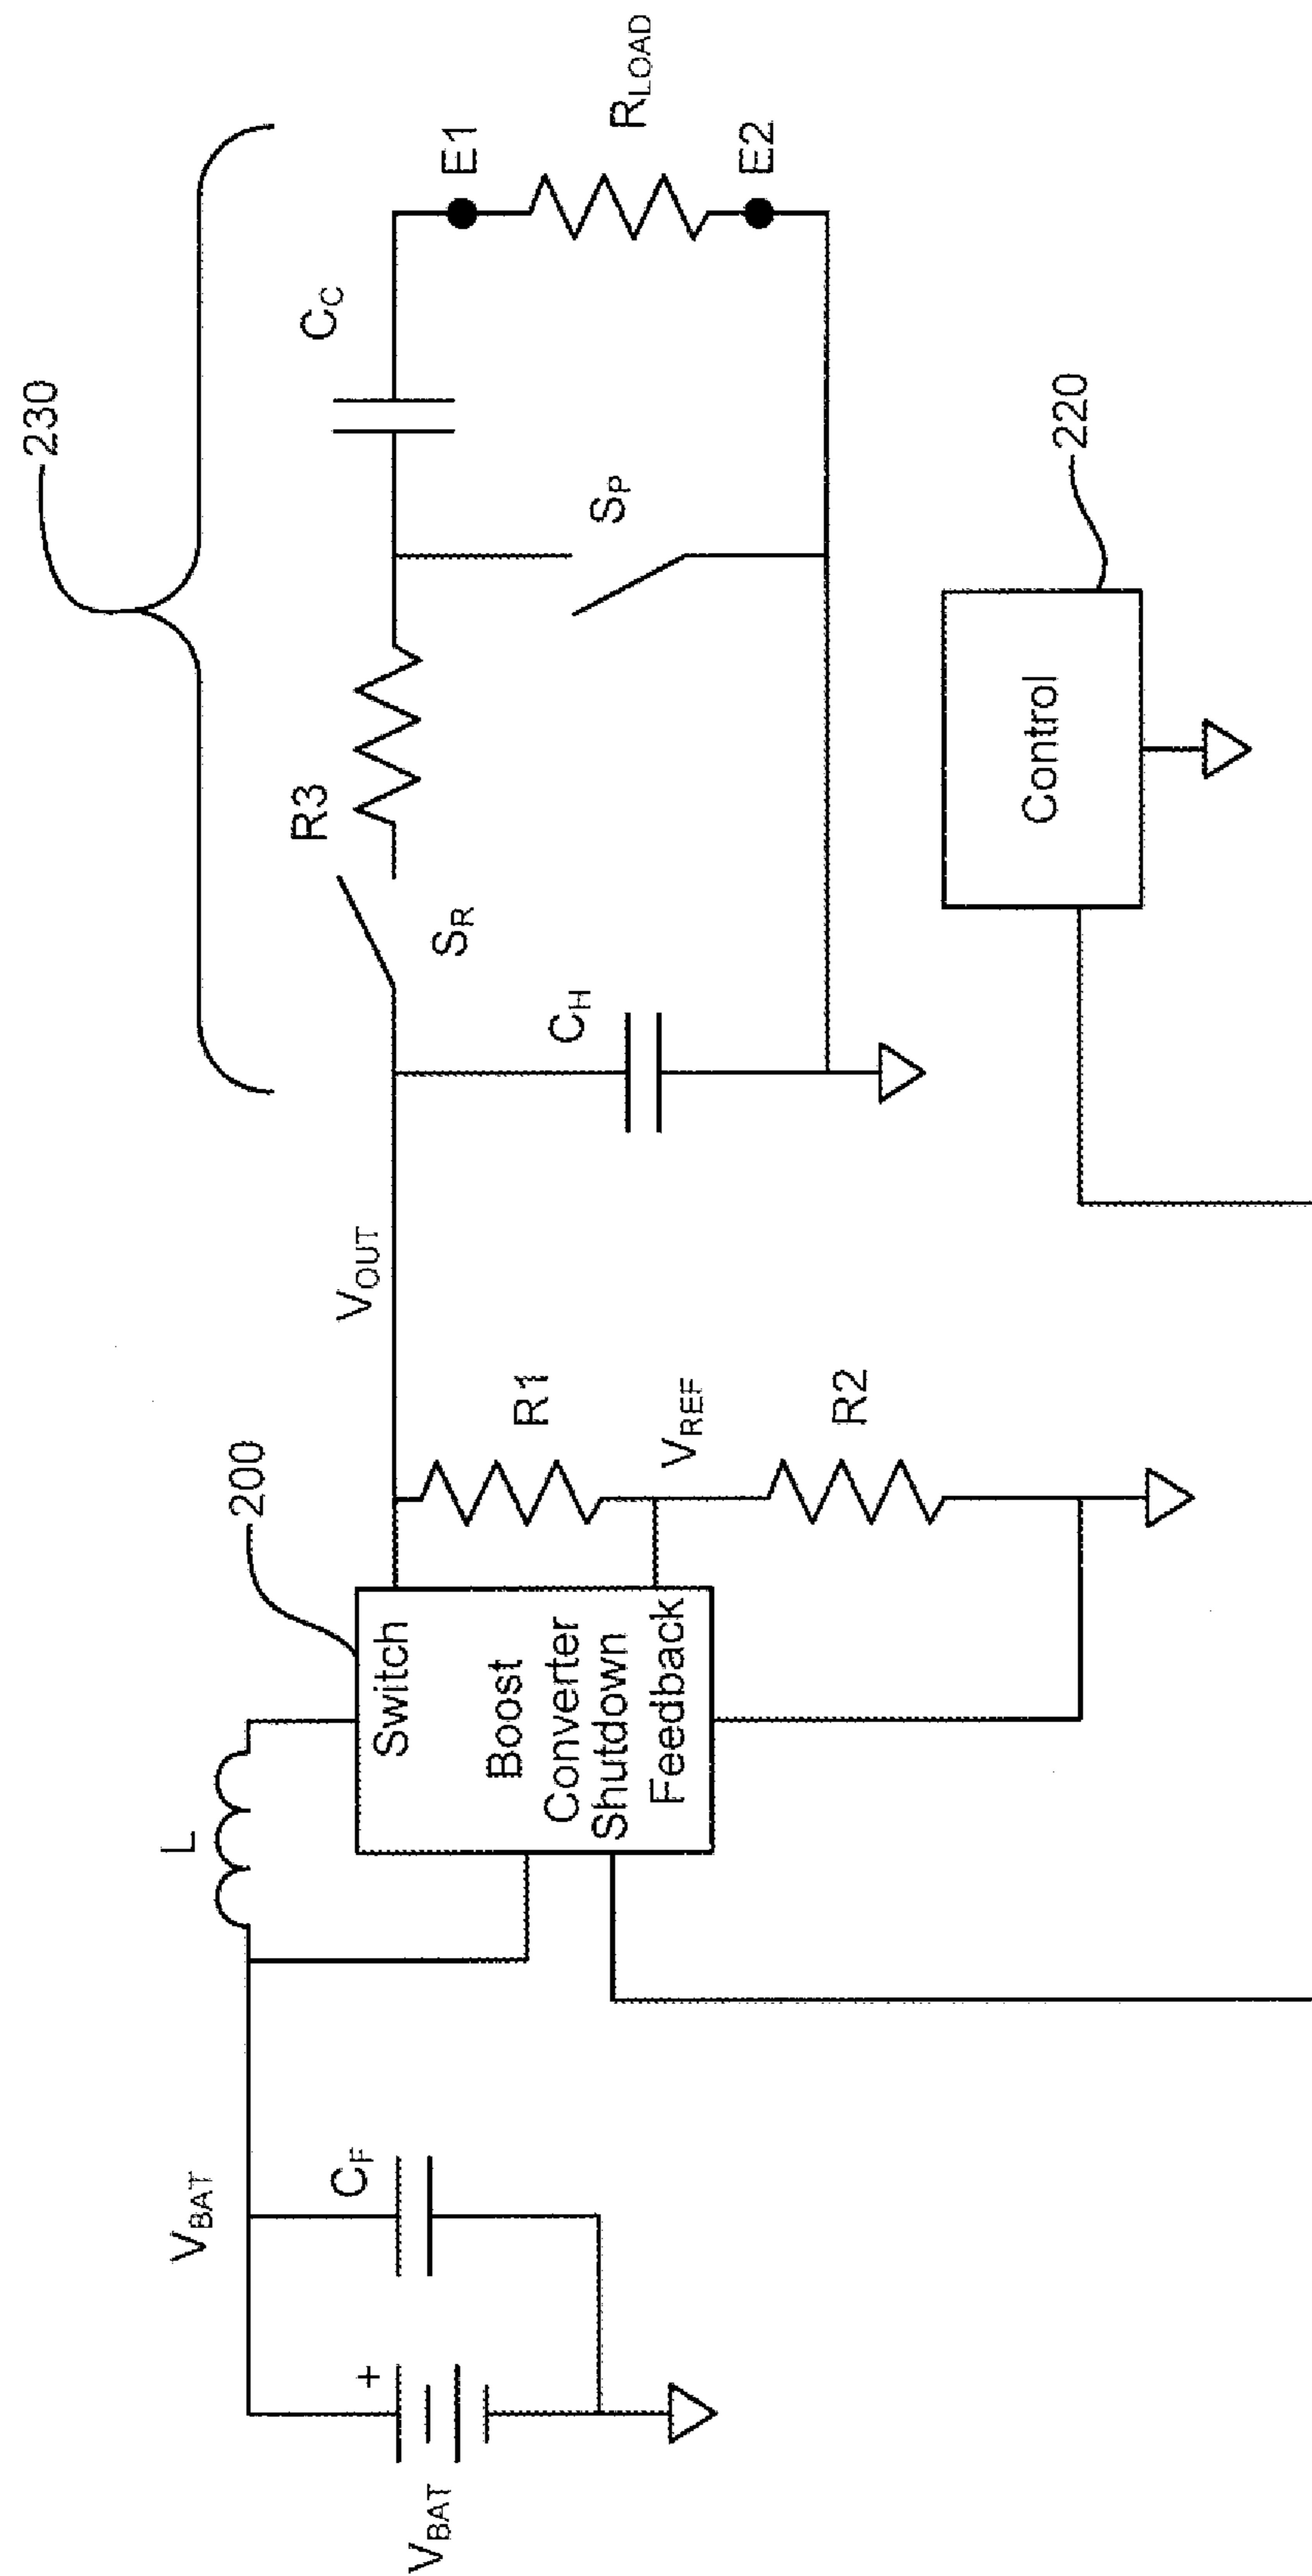 230
C_C
E1
R_LOAD
E2
S_P
R3
S_R
C_H
220
Control
V_OUT
200
R1
V_REF
R2
Switch
Boost
Converter
Shutdown
Feedback
L
V_BAT
C_F
+
V_BAT